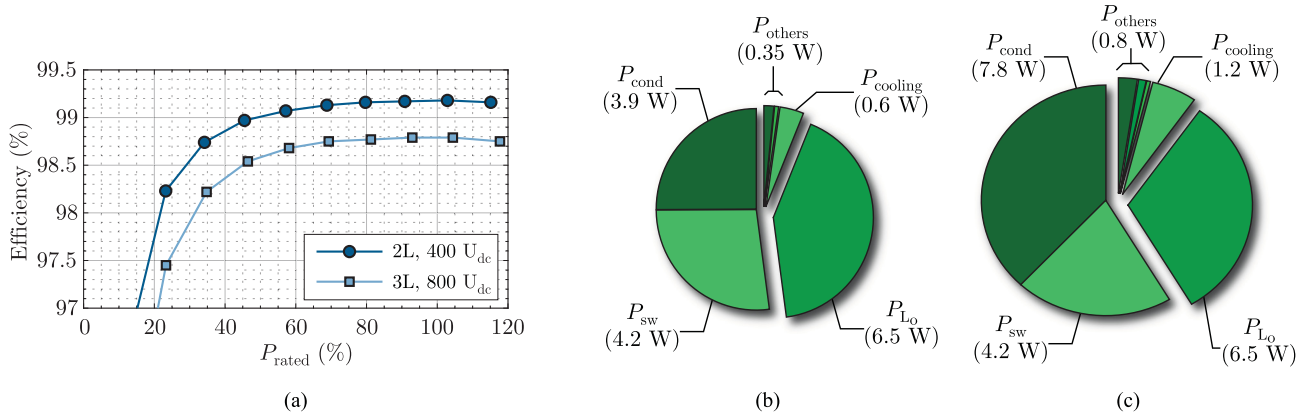 99.5
99
98.5
98
97.5
97
Efficiency (%)
0 20 40 60 80 100 120
P_rated (%)
2L, 400 U_dc
3L, 800 U_dc
(a)
P_others
(0.35 W)
P_cond
(3.9 W)
P_cooling
(0.6 W)
P_sw
(4.2 W)
P_Lo
(6.5 W)
(b)
P_others
(0.8 W)
P_cond
(7.8 W)
P_cooling
(1.2 W)
P_sw
(4.2 W)
P_Lo
(6.5 W)
(c)